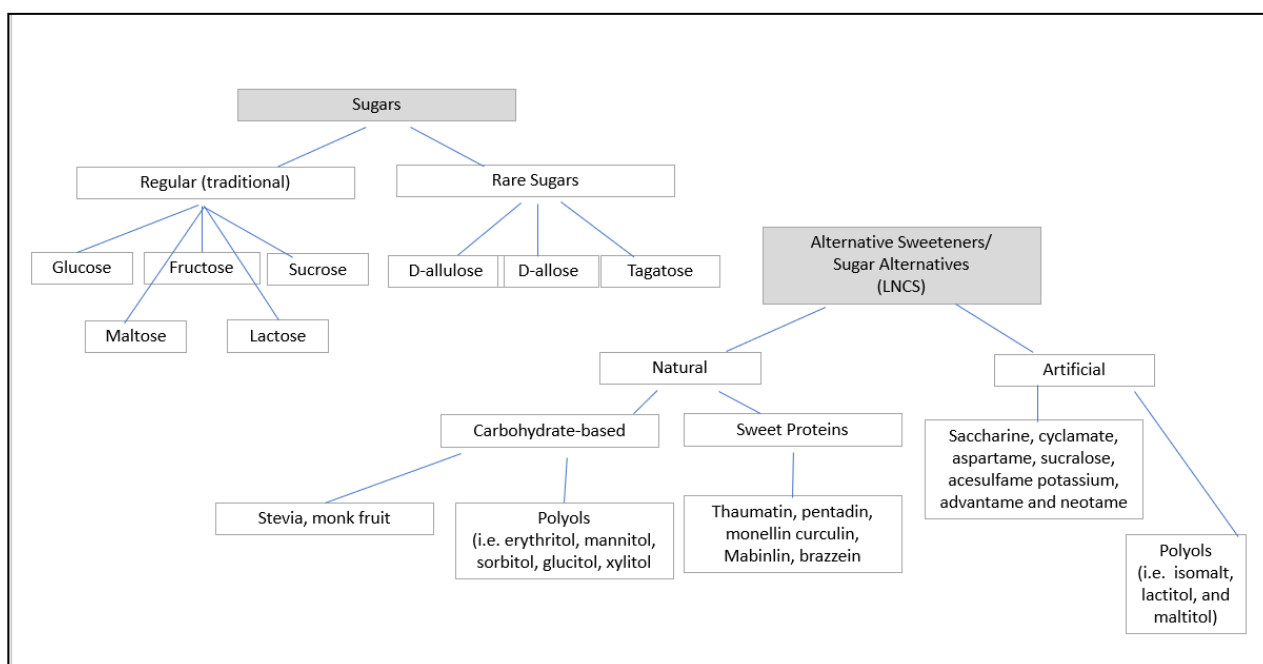 Sugars
Regular (traditional)
Rare Sugars
Glucose
Fructose
Sucrose
Maltose
Lactose
D-allulose
D-allose
Tagatose
Alternative Sweeteners/
Sugar Alternatives
(LNCS)
Natural
Artificial
Carbohydrate-based
Sweet Proteins
Stevia, monk fruit
Polyols
(i.e. erythritol, mannitol,
sorbitol, glucitol, xylitol
Thaumatin, pentadin,
monellin curculin,
Mabinlin, brazzein
Saccharine, cyclamate,
aspartame, sucralose,
acesulfame potassium,
advantame and neotame
Polyols
(i.e. isomalt,
lactitol, and
maltitol)